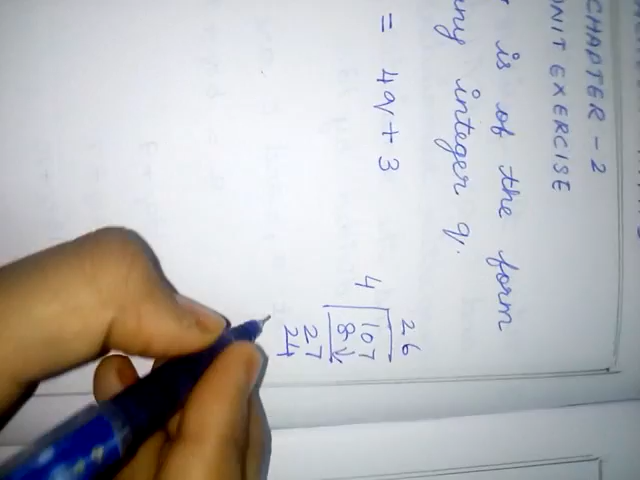 CHAPTER - 2
UNIT EXERCISE
is of the form
any integer q.
= 4q + 3
26
4 107
8↓
27
24